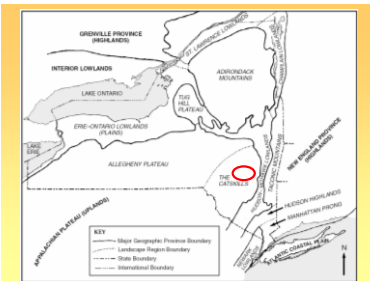 GRENVILLE PROVINCE
(HIGHLANDS)
ST. LAWRENCE LOWLANDS
INTERIOR LOWLANDS
ADIRONDACK
MOUNTAINS
LAKE ONTARIO
TUG
HILL
PLATEAU
ERIE-ONTARIO LOWLANDS
(PLAINS)
LAKE
ERIE
ALLEGHENY PLATEAU
THE
CATSKILLS
TACONIC MOUNTAINS
NEW ENGLAND PROVINCE
(HIGHLANDS)
HUDSON HIGHLANDS
MANHATTAN PRONG
APPALACHIAN PLATEAU (UPLANDS)
NEWARK
LOWLANDS
ATLANTIC COASTAL PLAIN
KEY
Major Geographic Province Boundary
Landscape Region Boundary
State Boundary
International Boundary
N